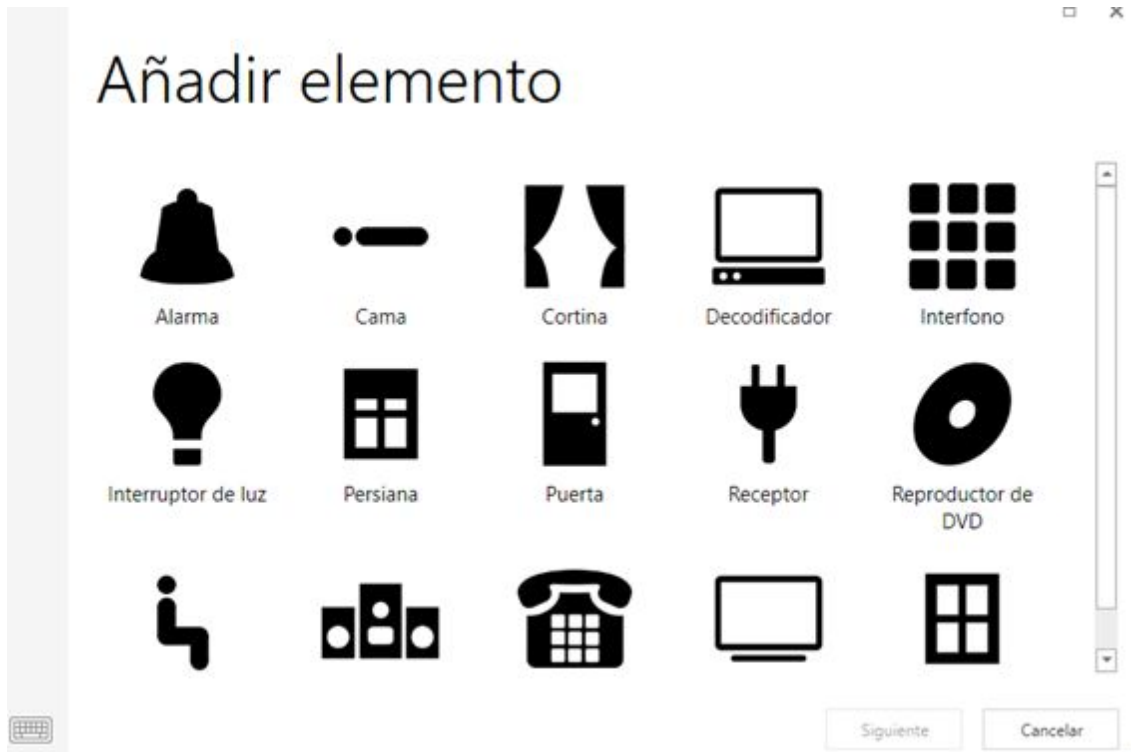 Añadir elemento
Alarma
Cama
Cortina
Decodificador
Interfono
Interruptor de luz
Persiana
Puerta
Receptor
Reproductor de
DVD
Siguiente
Cancelar